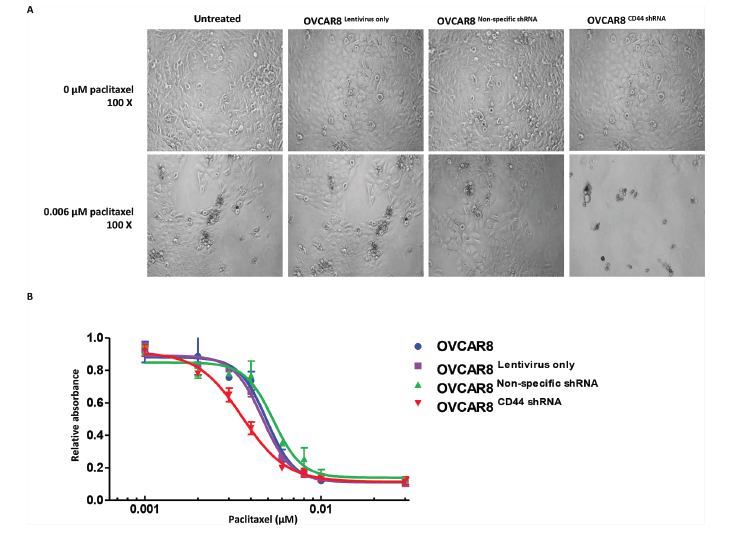 A
Untreated OVCAR8 Lentivirus only OVCAR8 Non-specific shRNA OVCAR8 CD44 shRNA
0 µM paclitaxel
100 X
0.006 µM paclitaxel
100 X
B
1.0
0.8
0.6
0.4
0.2
0.0
Relative absorbance
0.001 0.01
Paclitaxel (µM)
OVCAR8
OVCAR8 Lentivirus only
OVCAR8 Non-specific shRNA
OVCAR8 CD44 shRNA